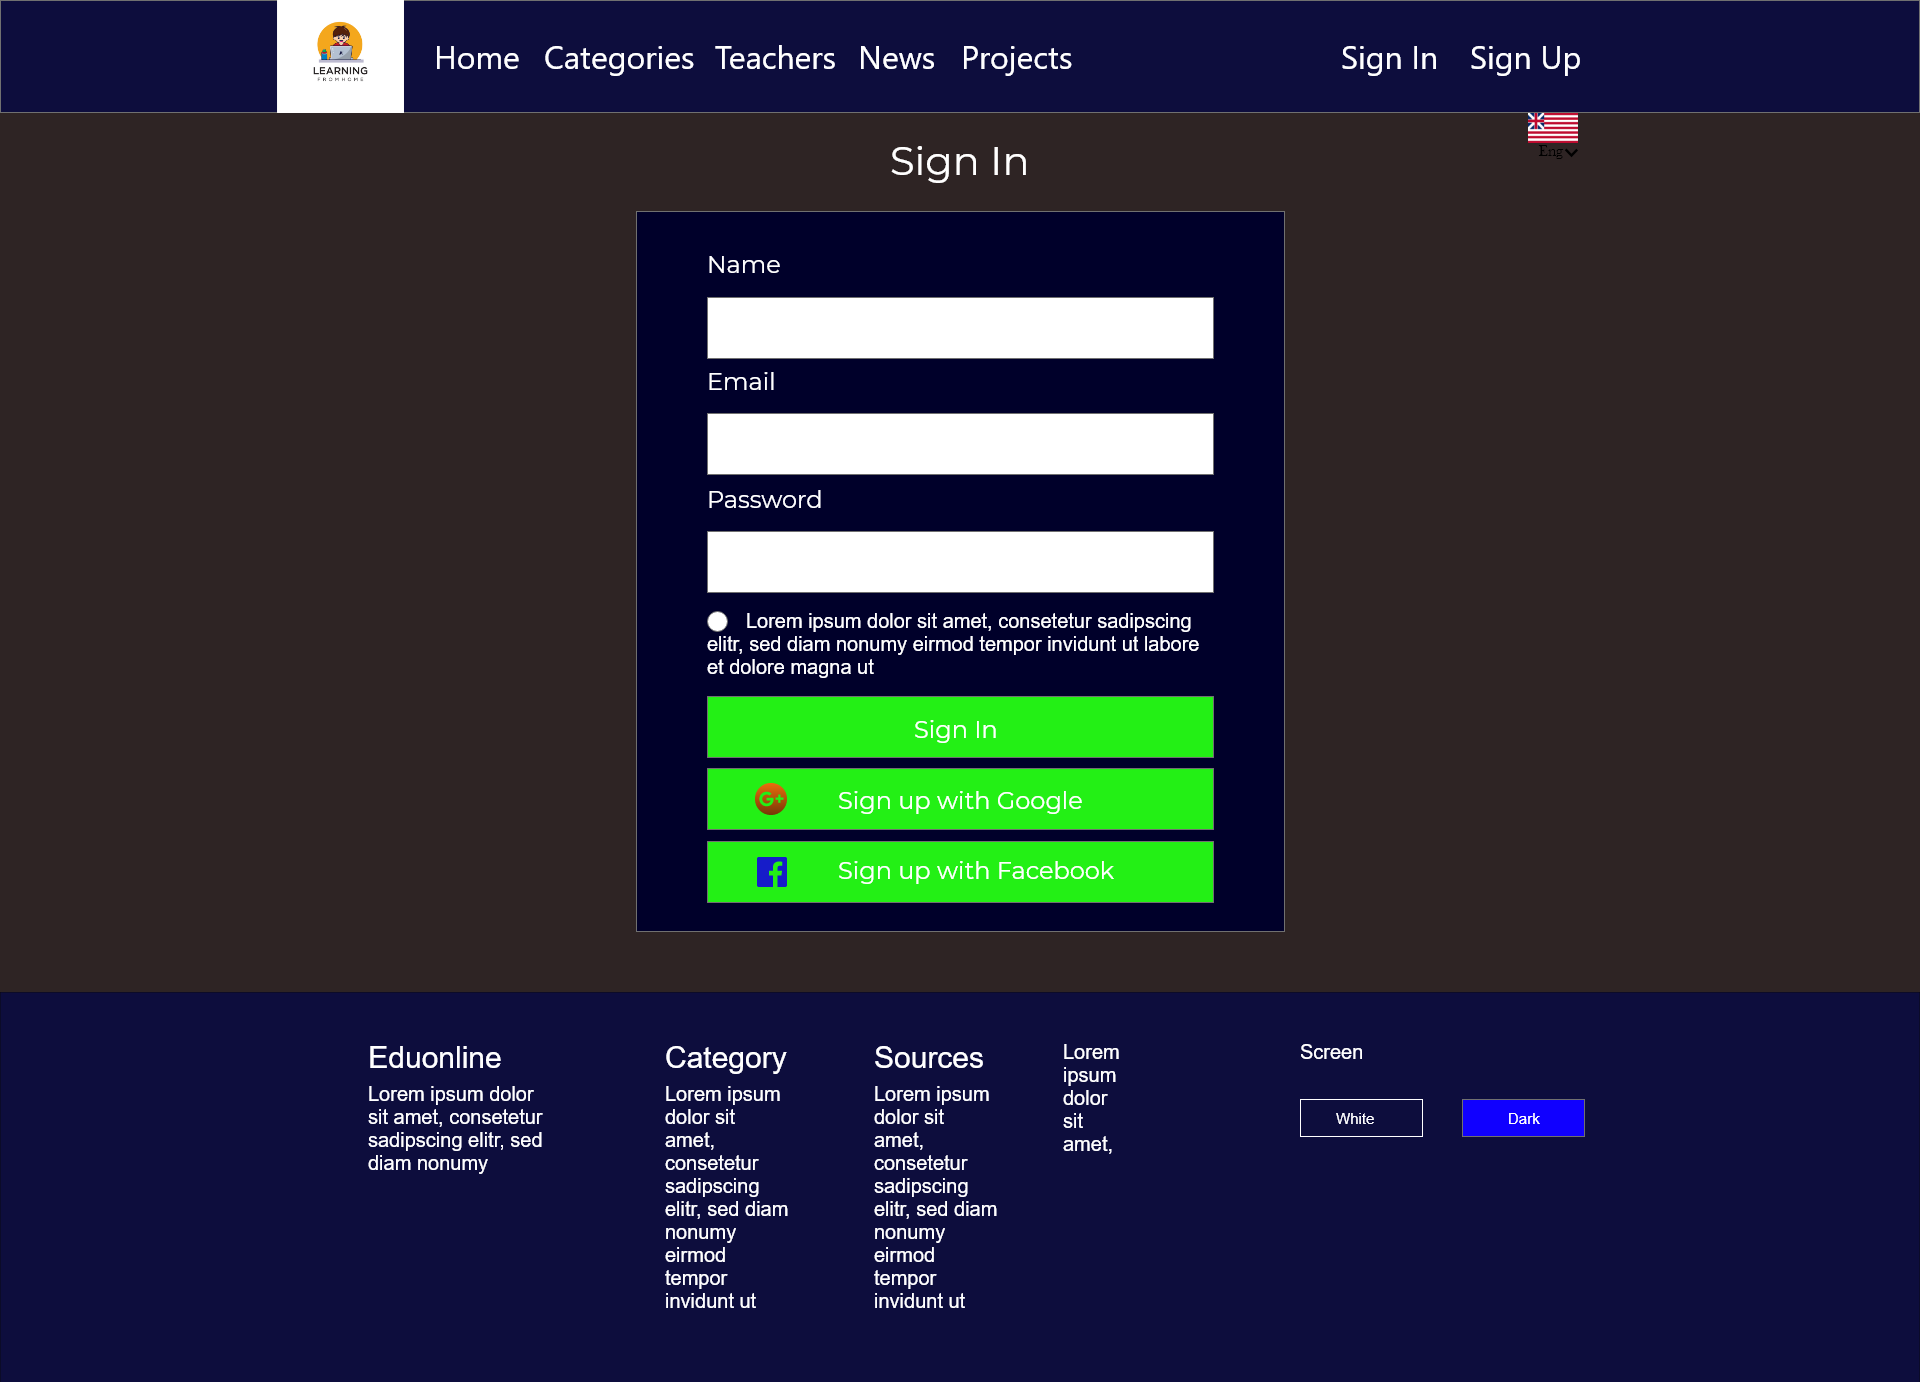 LEARNING
FROM HOME
Home Categories Teachers News Projects Sign In Sign Up
Eng
Sign In
Name
Email
Password
Lorem ipsum dolor sit amet, consetetur sadipscing
elitr, sed diam nonumy eirmod tempor invidunt ut labore
et dolore magna ut
Sign In
G+ Sign up with Google
f Sign up with Facebook
Eduonline
Lorem ipsum dolor
sit amet, consetetur
sadipscing elitr, sed
diam nonumy
Category
Lorem ipsum
dolor sit
amet,
consetetur
sadipscing
elitr, sed diam
nonumy
eirmod
tempor
invidunt ut
Sources
Lorem ipsum
dolor sit
amet,
consetetur
sadipscing
elitr, sed diam
nonumy
eirmod
tempor
invidunt ut
Lorem
ipsum
dolor
sit
amet,
Screen
White Dark